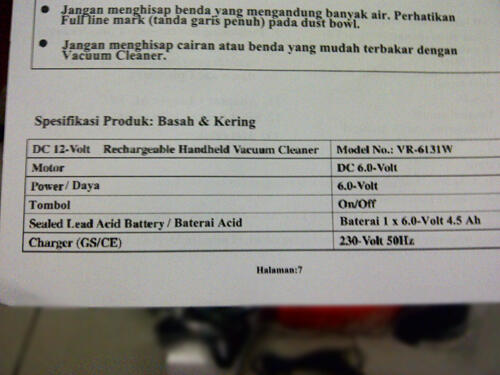 Jangan menghisap benda yang mengandung banyak air. Perhatikan
Full line mark (tanda garis penuh) pada dust bowl.
Jangan menghisap cairan atau benda yang mudah terbakar dengan
Vacuum Cleaner.
Spesifikasi Produk: Basah & Kering
DC 12-Volt Rechargeable Handheld Vacuum Cleaner Model No.: VR-6131W
Motor DC 6.0-Volt
Power/ Daya 6.0-Volt
Tombol On/Off
Sealed Lead Acid Battery / Baterai Acid Baterai 1 x 6.0-Volt 4.5 Ah
Charger (GS/CE) 230-Volt 50Hz
Halaman:7